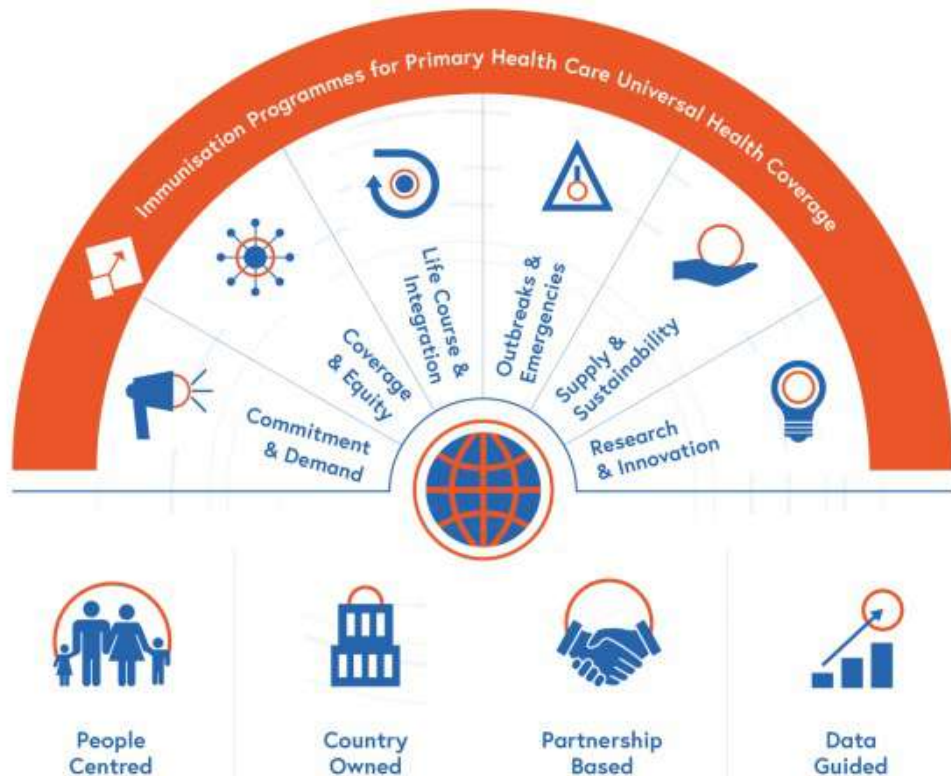 Immunisation Programmes for Primary Health Care Universal Health Coverage
Commitment
& Demand
Coverage
& Equity
Life Course &
Integration
Outbreaks &
Emergencies
Supply &
Sustainability
Research
& Innovation
People
Centred
Country
Owned
Partnership
Based
Data
Guided